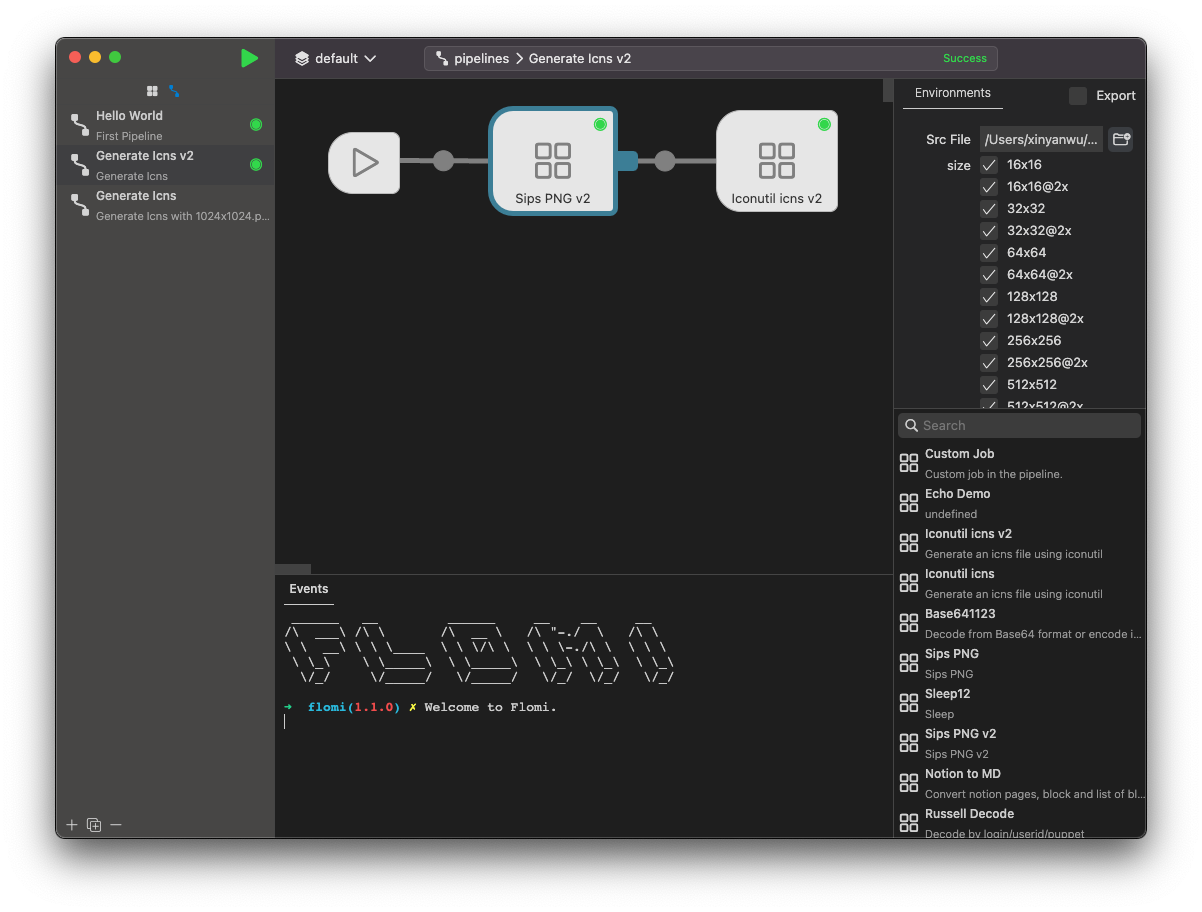 default
pipelines > Generate Icns v2
Success
Hello World
First Pipeline
Generate Icns v2
Generate Icns
Generate Icns
Generate Icns with 1024x1024.p...
Sips PNG v2
Iconutil icns v2
Environments
Export
Src File
/Users/xinyanwu/...
size
16x16
16x16@2x
32x32
32x32@2x
64x64
64x64@2x
128x128
128x128@2x
256x256
256x256@2x
512x512
512x512@2x
Search
Custom Job
Custom job in the pipeline.
Echo Demo
undefined
Iconutil icns v2
Generate an icns file using iconutil
Iconutil icns
Generate an icns file using iconutil
Base641123
Decode from Base64 format or encode i...
Sips PNG
Sips PNG
Sleep12
Sleep
Sips PNG v2
Sips PNG v2
Notion to MD
Convert notion pages, block and list of bl...
Russell Decode
Decode by login/userid/puppet
Events
FLOMI
➜ flomi(1.1.0) ✗ Welcome to Flomi.